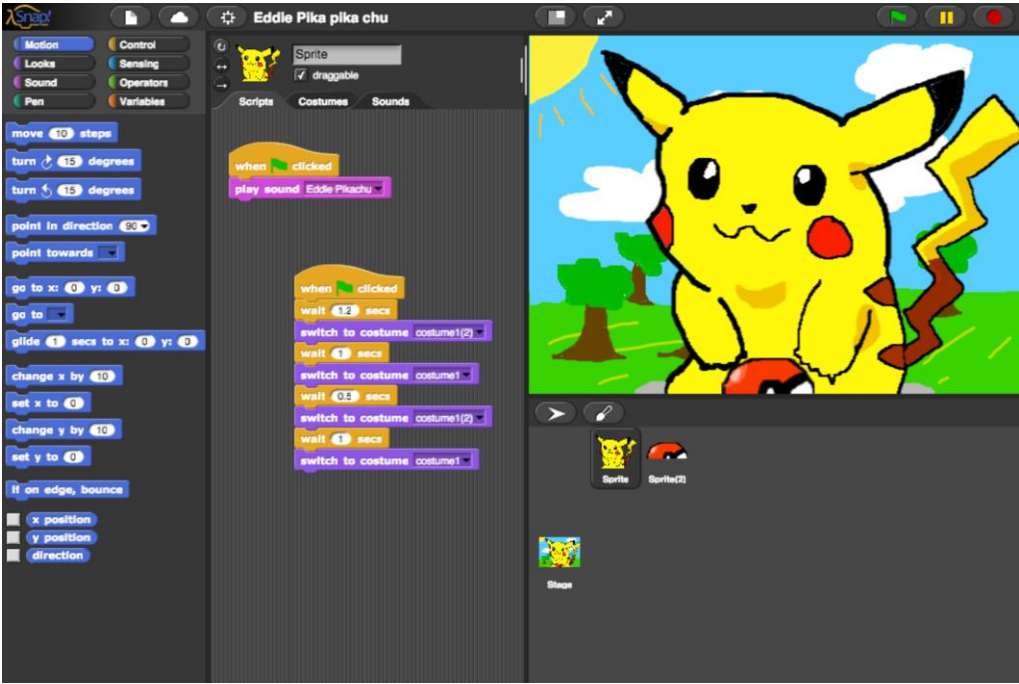 Snap!
Eddie Pika pika chu
Motion Control
Looks Sensing
Sound Operators
Pen Variables
move 10 steps
turn 15 degrees
turn 15 degrees
point in direction 90
point towards
go to x: 0 y: 0
go to
glide 1 secs to x: 0 y: 0
change x by 10
set x to 0
change y by 10
set y to 0
if on edge, bounce
x position
y position
direction
Sprite
draggable
Scripts Costumes Sounds
when clicked
play sound Eddie Pikachu
when clicked
wait 1.2 secs
switch to costume costume1(2)
wait 1 secs
switch to costume costume1
wait 0.5 secs
switch to costume costume1(2)
wait 1 secs
switch to costume costume1
Sprite Sprite(2)
Stage